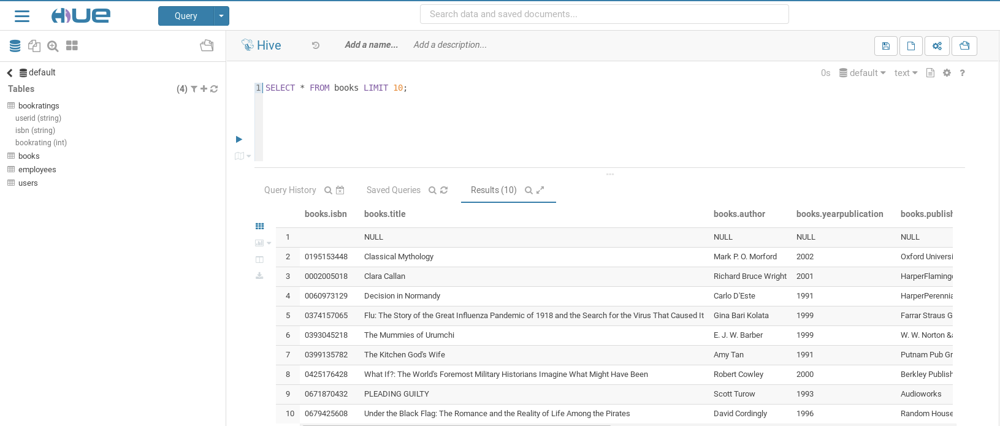 HUE
Query
Search data and saved documents...
Hive
Add a name...
Add a description...
default
Tables
(4)
bookratings
userid (string)
isbn (string)
bookrating (int)
books
employees
users
0s
default
text
?
1 SELECT * FROM books LIMIT 10;
Query History
Saved Queries
Results (10)
books.isbn books.title books.author books.yearpublication books.publish
1 NULL NULL NULL NULL
2 0195153448 Classical Mythology Mark P. O. Morford 2002 Oxford Universi
3 0002005018 Clara Callan Richard Bruce Wright 2001 HarperFlaming
4 0060973129 Decision in Normandy Carlo D'Este 1991 HarperPerennia
5 0374157065 Flu: The Story of the Great Influenza Pandemic of 1918 and the Search for the Virus That Caused It Gina Bari Kolata 1999 Farrar Straus G
6 0393045218 The Mummies of Urumchi E. J. W. Barber 1999 W. W. Norton &a
7 0399135782 The Kitchen God's Wife Amy Tan 1991 Putnam Pub Gr
8 0425176428 What If?: The World's Foremost Military Historians Imagine What Might Have Been Robert Cowley 2000 Berkley Publish
9 0671870432 PLEADING GUILTY Scott Turow 1993 Audioworks
10 0679425608 Under the Black Flag: The Romance and the Reality of Life Among the Pirates David Cordingly 1996 Random House